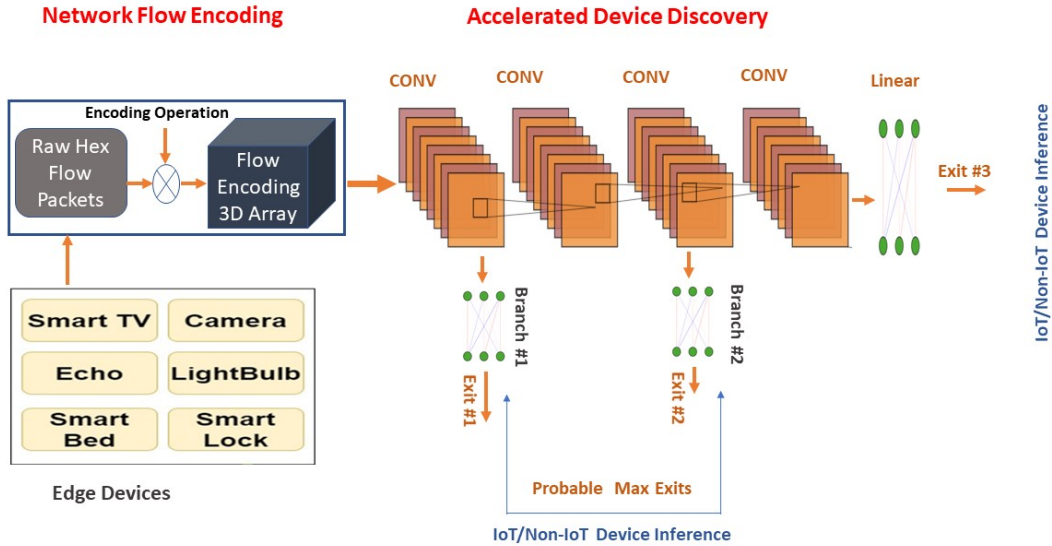 Network Flow Encoding
Accelerated Device Discovery
CONV
CONV
CONV
CONV
Linear
Encoding Operation
Raw Hex
Flow
Packets
Flow
Encoding
3D Array
Exit #3
IoT/Non-IoT Device Inference
Smart TV
Camera
Echo
LightBulb
Smart
Bed
Smart
Lock
Edge Devices
Branch #1
Exit #1
Branch #2
Exit #2
Probable Max Exits
IoT/Non-IoT Device Inference